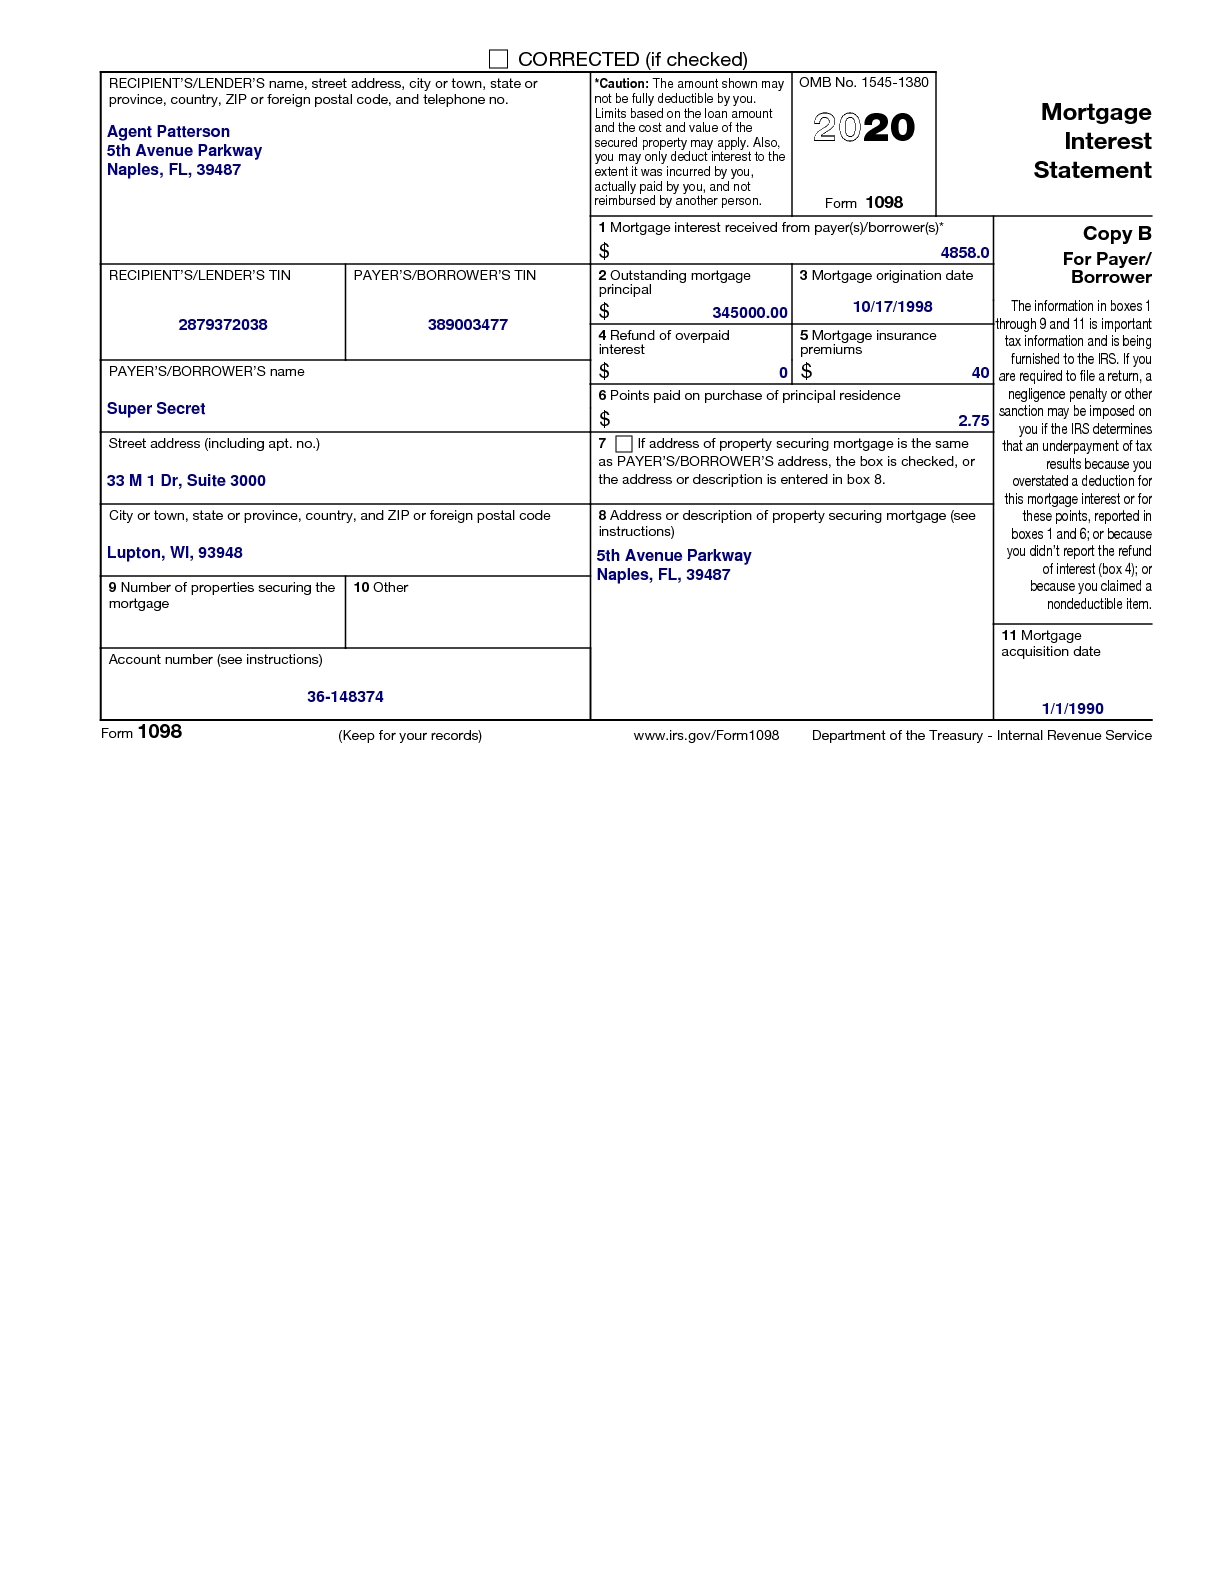 CORRECTED (if checked)
RECIPIENT'S/LENDER'S name, street address, city or town, state or
province, country, ZIP or foreign postal code, and telephone no.
Agent Patterson
5th Avenue Parkway
Naples, FL, 39487
*Caution: The amount shown may
not be fully deductible by you.
Limits based on the loan amount
and the cost and value of the
secured property may apply. Also,
you may only deduct interest to the
extent it was incurred by you,
actually paid by you, and not
reimbursed by another person.
OMB No. 1545-1380
2020
Form 1098
Mortgage
Interest
Statement
1 Mortgage interest received from payer(s)/borrower(s)*
$ 4858.0
Copy B
For Payer/
Borrower
The information in boxes 1
through 9 and 11 is important
tax information and is being
furnished to the IRS. If you
are required to file a return, a
negligence penalty or other
sanction may be imposed on
you if the IRS determines
that an underpayment of tax
results because you
overstated a deduction for
this mortgage interest or for
these points, reported in
boxes 1 and 6; or because
you didn't report the refund
of interest (box 4); or
because you claimed a
nondeductible item.
RECIPIENT'S/LENDER'S TIN
2879372038
PAYER'S/BORROWER'S TIN
389003477
2 Outstanding mortgage
principal
$ 345000.00
3 Mortgage origination date
10/17/1998
4 Refund of overpaid
interest
$ 0
5 Mortgage insurance
premiums
$ 40
PAYER'S/BORROWER'S name
Super Secret
6 Points paid on purchase of principal residence
$ 2.75
Street address (including apt. no.)
33 M 1 Dr, Suite 3000
7 If address of property securing mortgage is the same
as PAYER'S/BORROWER'S address, the box is checked, or
the address or description is entered in box 8.
City or town, state or province, country, and ZIP or foreign postal code
Lupton, WI, 93948
8 Address or description of property securing mortgage (see
instructions)
5th Avenue Parkway
Naples, FL, 39487
9 Number of properties securing the
mortgage
10 Other
11 Mortgage
acquisition date
1/1/1990
Account number (see instructions)
36-148374
Form 1098
(Keep for your records)
www.irs.gov/Form1098
Department of the Treasury - Internal Revenue Service